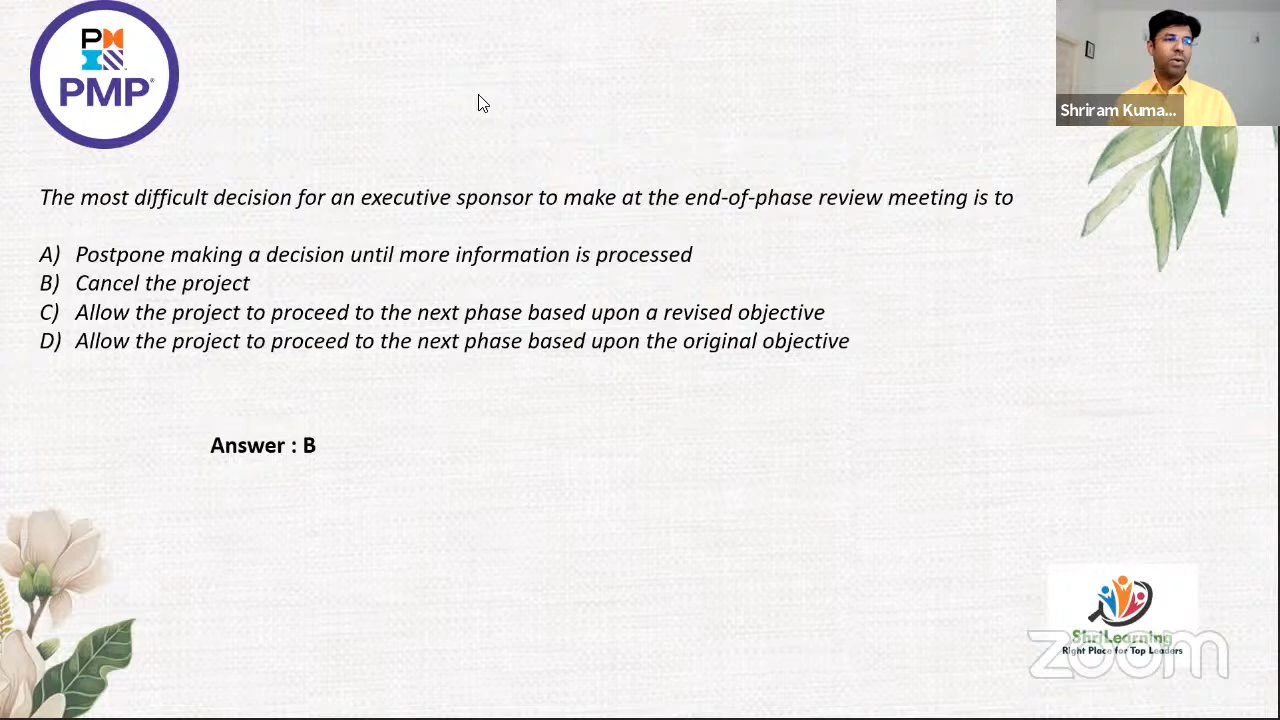 PM
PMP®
Shriram Kuma...
The most difficult decision for an executive sponsor to make at the end-of-phase review meeting is to
A) Postpone making a decision until more information is processed
B) Cancel the project
C) Allow the project to proceed to the next phase based upon a revised objective
D) Allow the project to proceed to the next phase based upon the original objective
Answer : B
ShriLearning
Right Place for Top Leaders
zoom